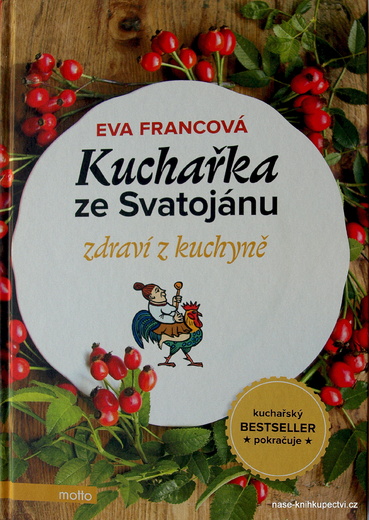 EVA FRANCOVÁ
Kuchařka
ze Svatojánu
zdraví z kuchyně
kuchařský
BESTSELLER
★ pokračuje ★
motto
nase-knihkupectvi.cz